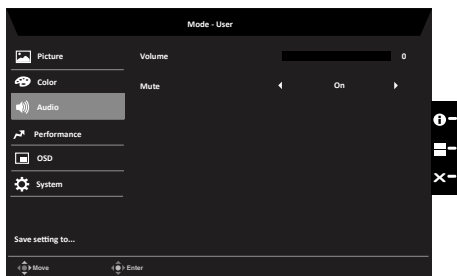 Mode - User
Picture
Volume
0
Color
Mute
On
Audio
Performance
OSD
System
Save setting to...
Move
Enter